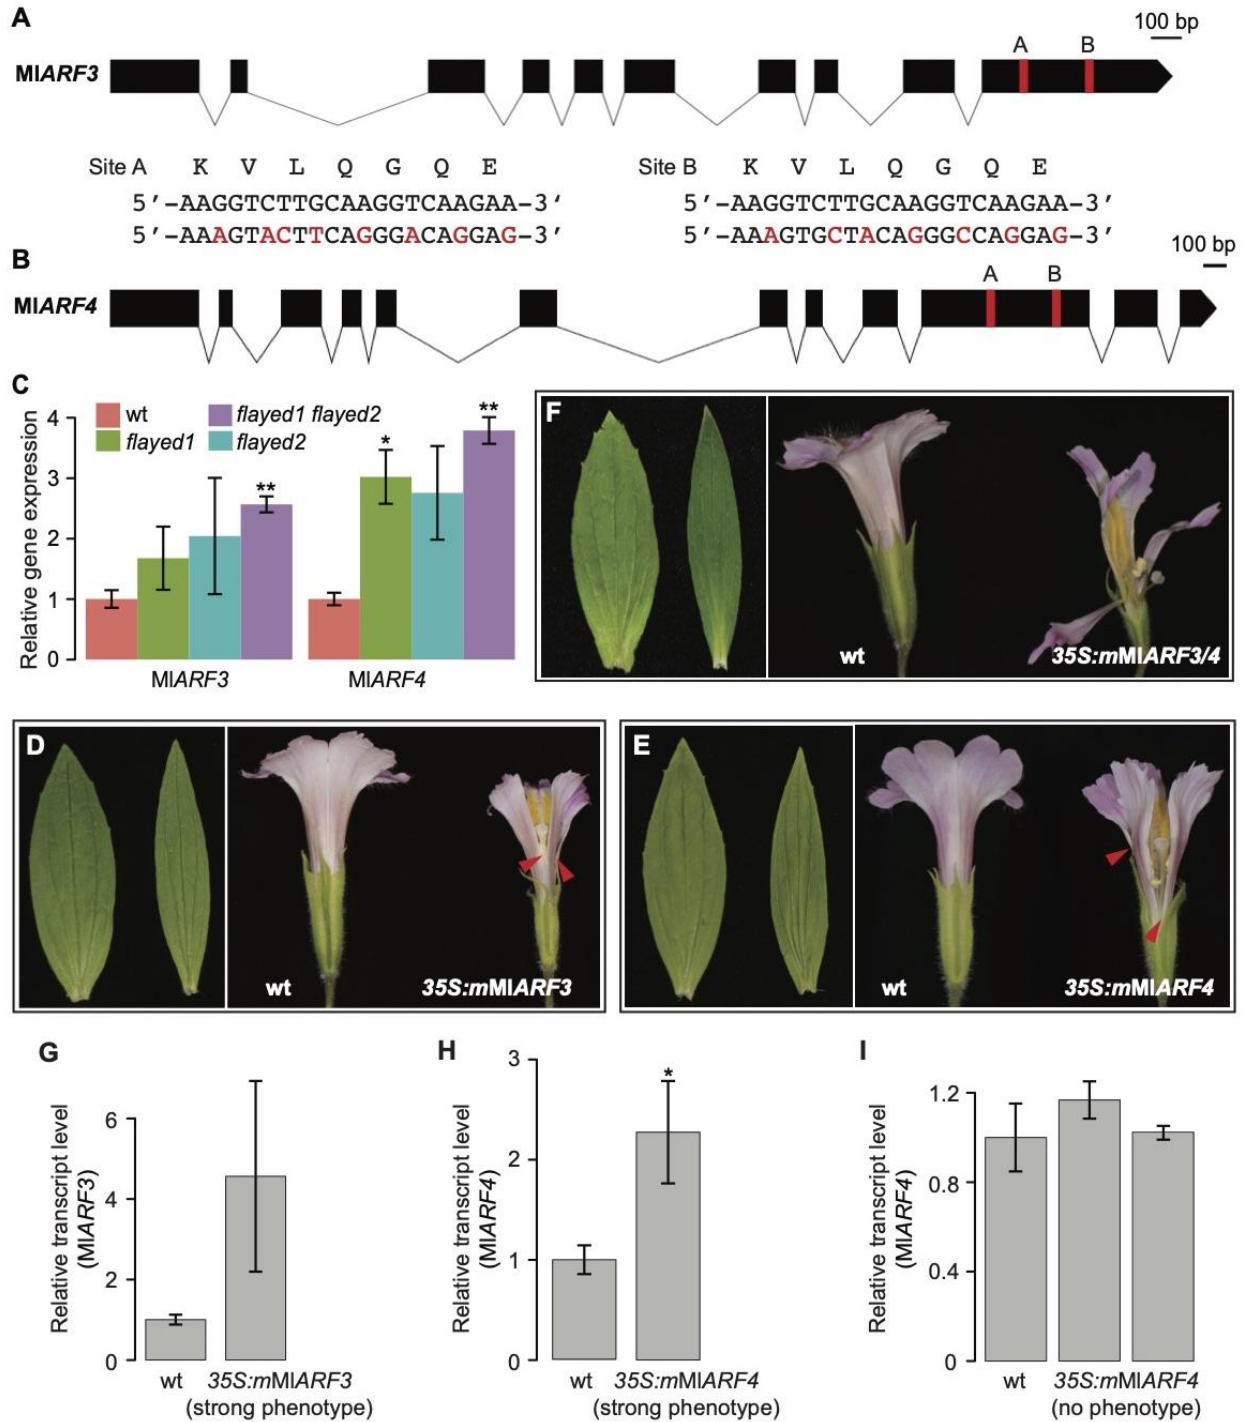 A
100 bp
MlARF3
A B
Site A K V L Q G Q E
5′-AAGGTCTTGCAAGGTCAAGAA-3′
5′-AAAGTACTTCAGGGACAGGAG-3′
Site B K V L Q G Q E
5′-AAGGTCTTGCAAGGTCAAGAA-3′
5′-AAAGTGCTACAGGGCCAGGAG-3′
B
100 bp
MlARF4
A B
C
Relative gene expression
4
3
2
1
0
wt
flayed1
flayed1 flayed2
flayed2
**
*
**
MlARF3
MlARF4
F
wt
35S:mMlARF3/4
D
wt
35S:mMlARF3
E
wt
35S:mMlARF4
G
Relative transcript level
(MlARF3)
6
4
2
0
wt
35S:mMlARF3
(strong phenotype)
H
Relative transcript level
(MlARF4)
3
2
1
0
*
wt
35S:mMlARF4
(strong phenotype)
I
Relative transcript level
(MlARF4)
1.2
0.8
0.4
0
wt
35S:mMlARF4
(no phenotype)